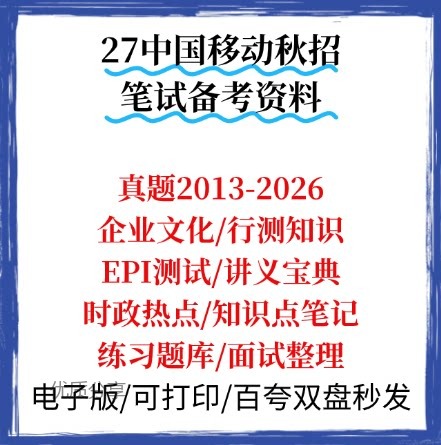 27中国移动秋招
笔试备考资料
真题2013-2026
企业文化/行测知识
EPI测试/讲义宝典
时政热点/知识点笔记
练习题库/面试整理
电子版/可打印/百夸双盘秒发